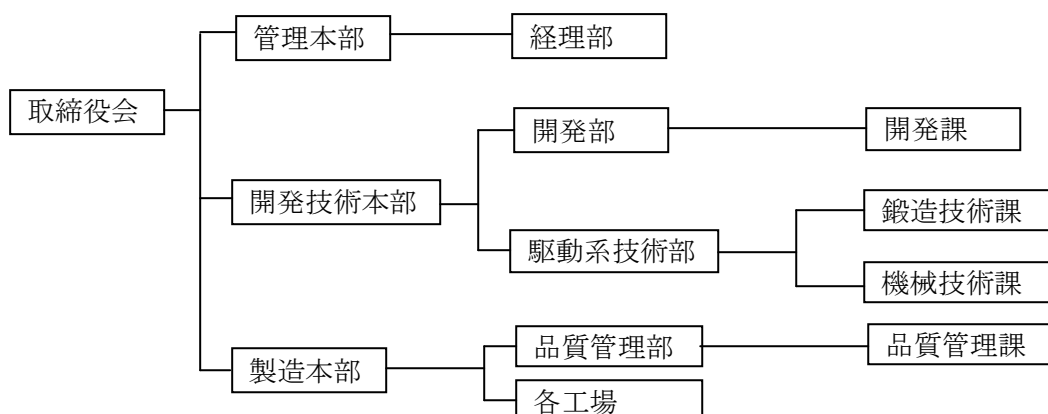 管理本部
経理部
取締役会
開発部
開発課
開発技術本部
鍛造技術課
駆動系技術部
機械技術課
品質管理部
品質管理課
製造本部
各工場